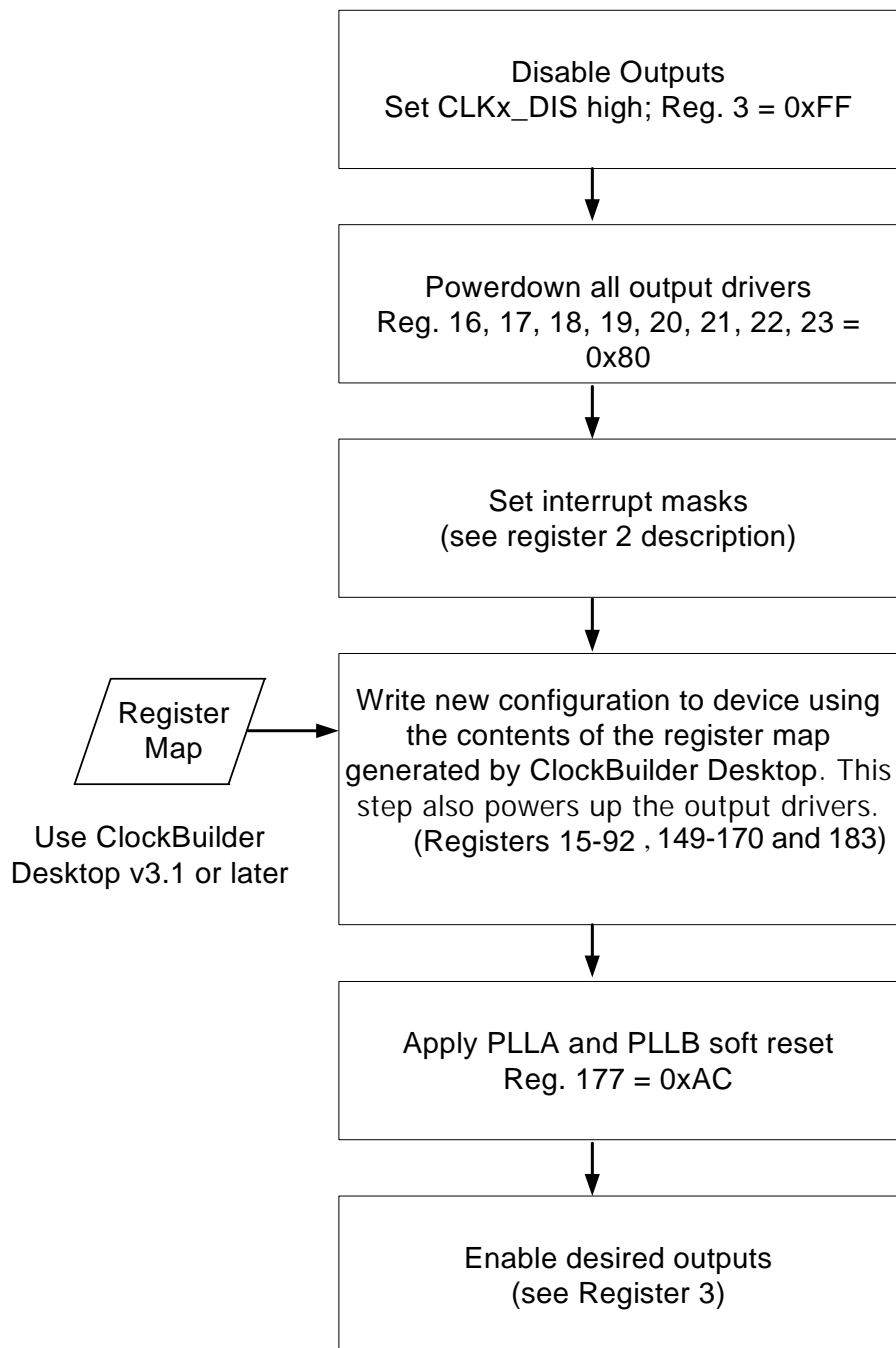 Disable Outputs
Set CLKx_DIS high; Reg. 3 = 0xFF
Powerdown all output drivers
Reg. 16, 17, 18, 19, 20, 21, 22, 23 =
0x80
Set interrupt masks
(see register 2 description)
Register
Map
Use ClockBuilder
Desktop v3.1 or later
Write new configuration to device using
the contents of the register map
generated by ClockBuilder Desktop. This
step also powers up the output drivers.
(Registers 15-92 , 149-170 and 183)
Apply PLLA and PLLB soft reset
Reg. 177 = 0xAC
Enable desired outputs
(see Register 3)